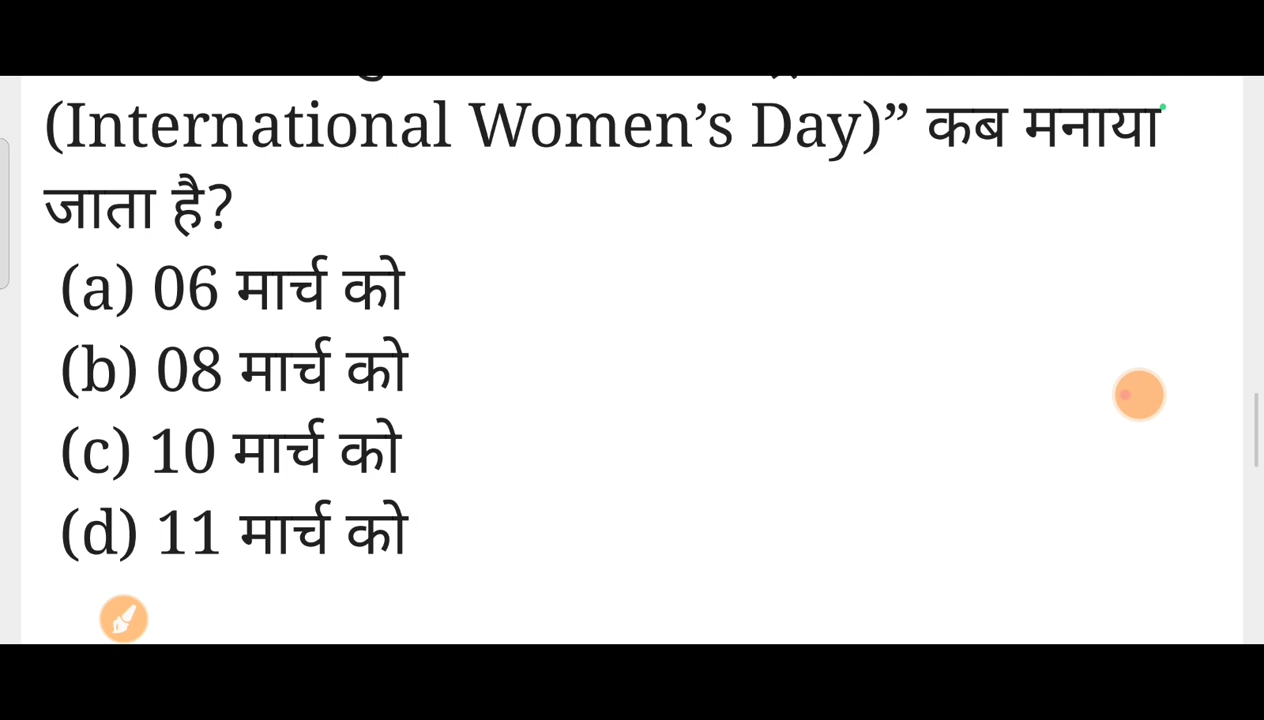 (International Women’s Day)” कब मनाया
जाता है?
(a) 06 मार्च को
(b) 08 मार्च को
(c) 10 मार्च को
(d) 11 मार्च को